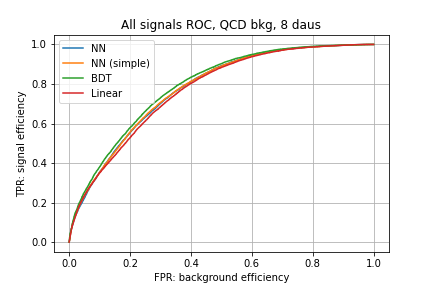 All signals ROC, QCD bkg, 8 daus
NN
NN (simple)
BDT
Linear
TPR: signal efficiency
1.0
0.8
0.6
0.4
0.2
0.0
0.0 0.2 0.4 0.6 0.8 1.0
FPR: background efficiency